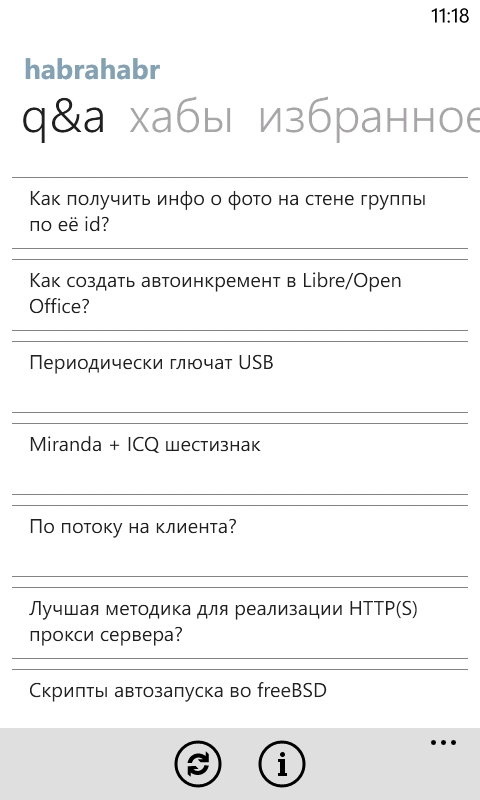 11:18
habrahabr
q&a хабы избранное
Как получить инфо о фото на стене группы
по её id?
Как создать автоинкремент в Libre/Open
Office?
Периодически глючат USB
Miranda + ICQ шестизнак
По потоку на клиента?
Лучшая методика для реализации HTTP(S)
прокси сервера?
Скрипты автозапуска во freeBSD